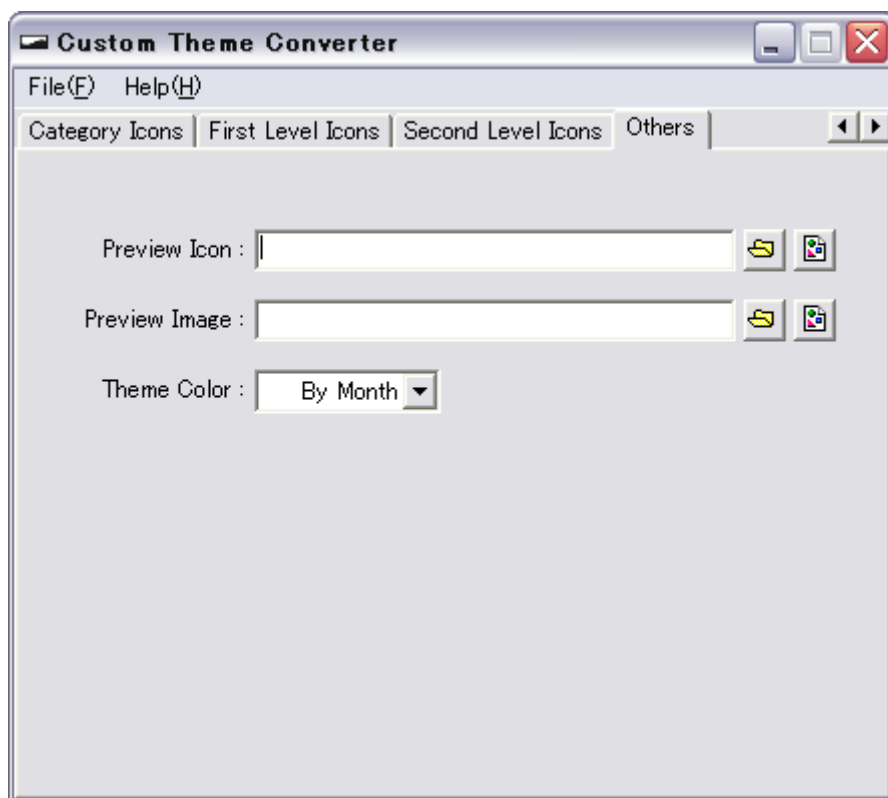 Custom Theme Converter
File(F) Help(H)
Category Icons First Level Icons Second Level Icons Others
Preview Icon :
Preview Image :
Theme Color : By Month